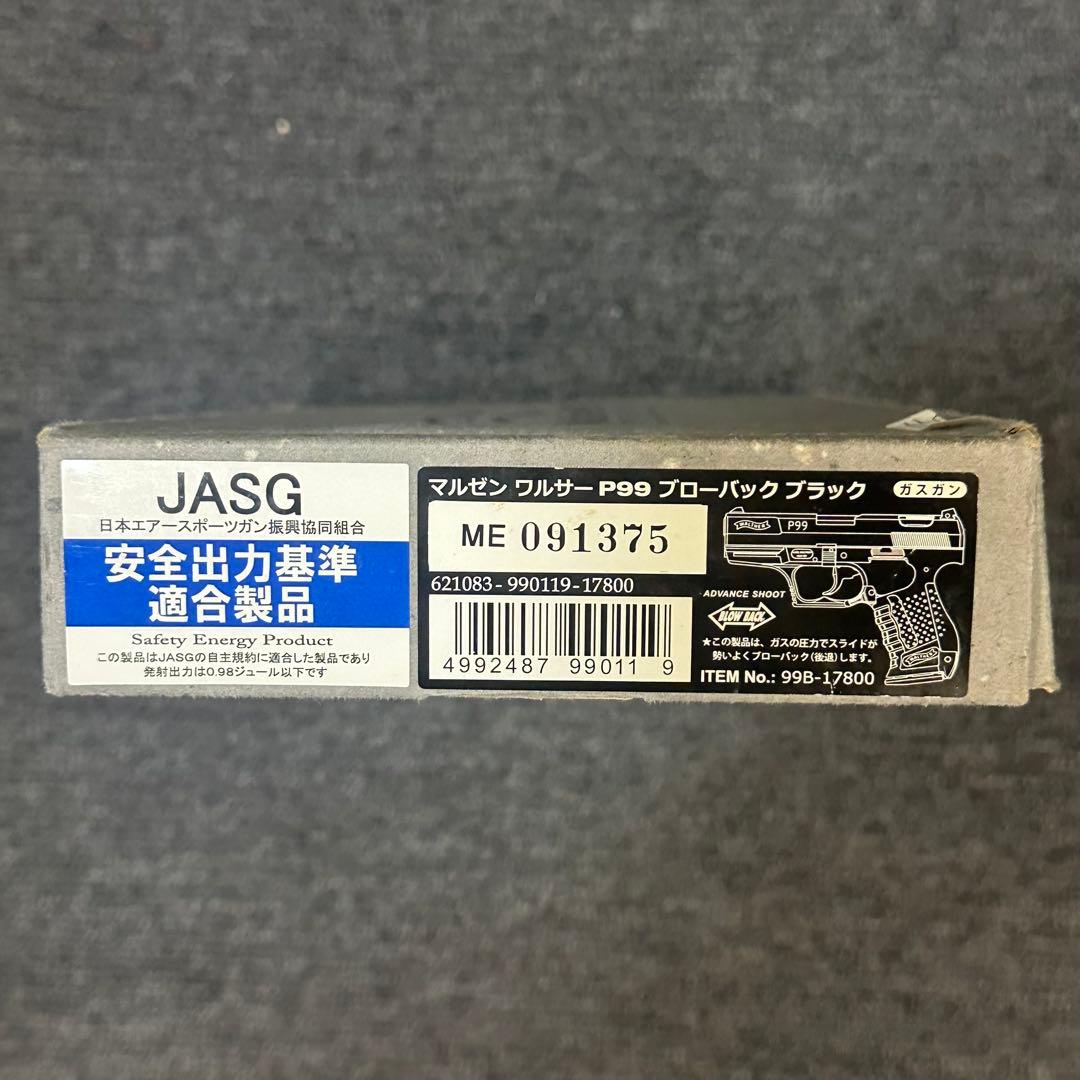 JASG
日本エアースポーツガン振興協同組合
安全出力基準
適合製品
Safety Energy Product
この製品はJASGの自主規約に適合した製品であり
発射出力は0.98ジュール以下です
マルゼン ワルサー P99 ブローバック ブラック
ガスガン
ME 091375
621083-990119-17800
4992487 99011 9
WALTHER
P99
ADVANCE SHOOT
BLOW BACK
★この製品は、ガスの圧力でスライドが
勢いよくブローバック(後退)します。
ITEM No.: 99B-17800
WALTHER